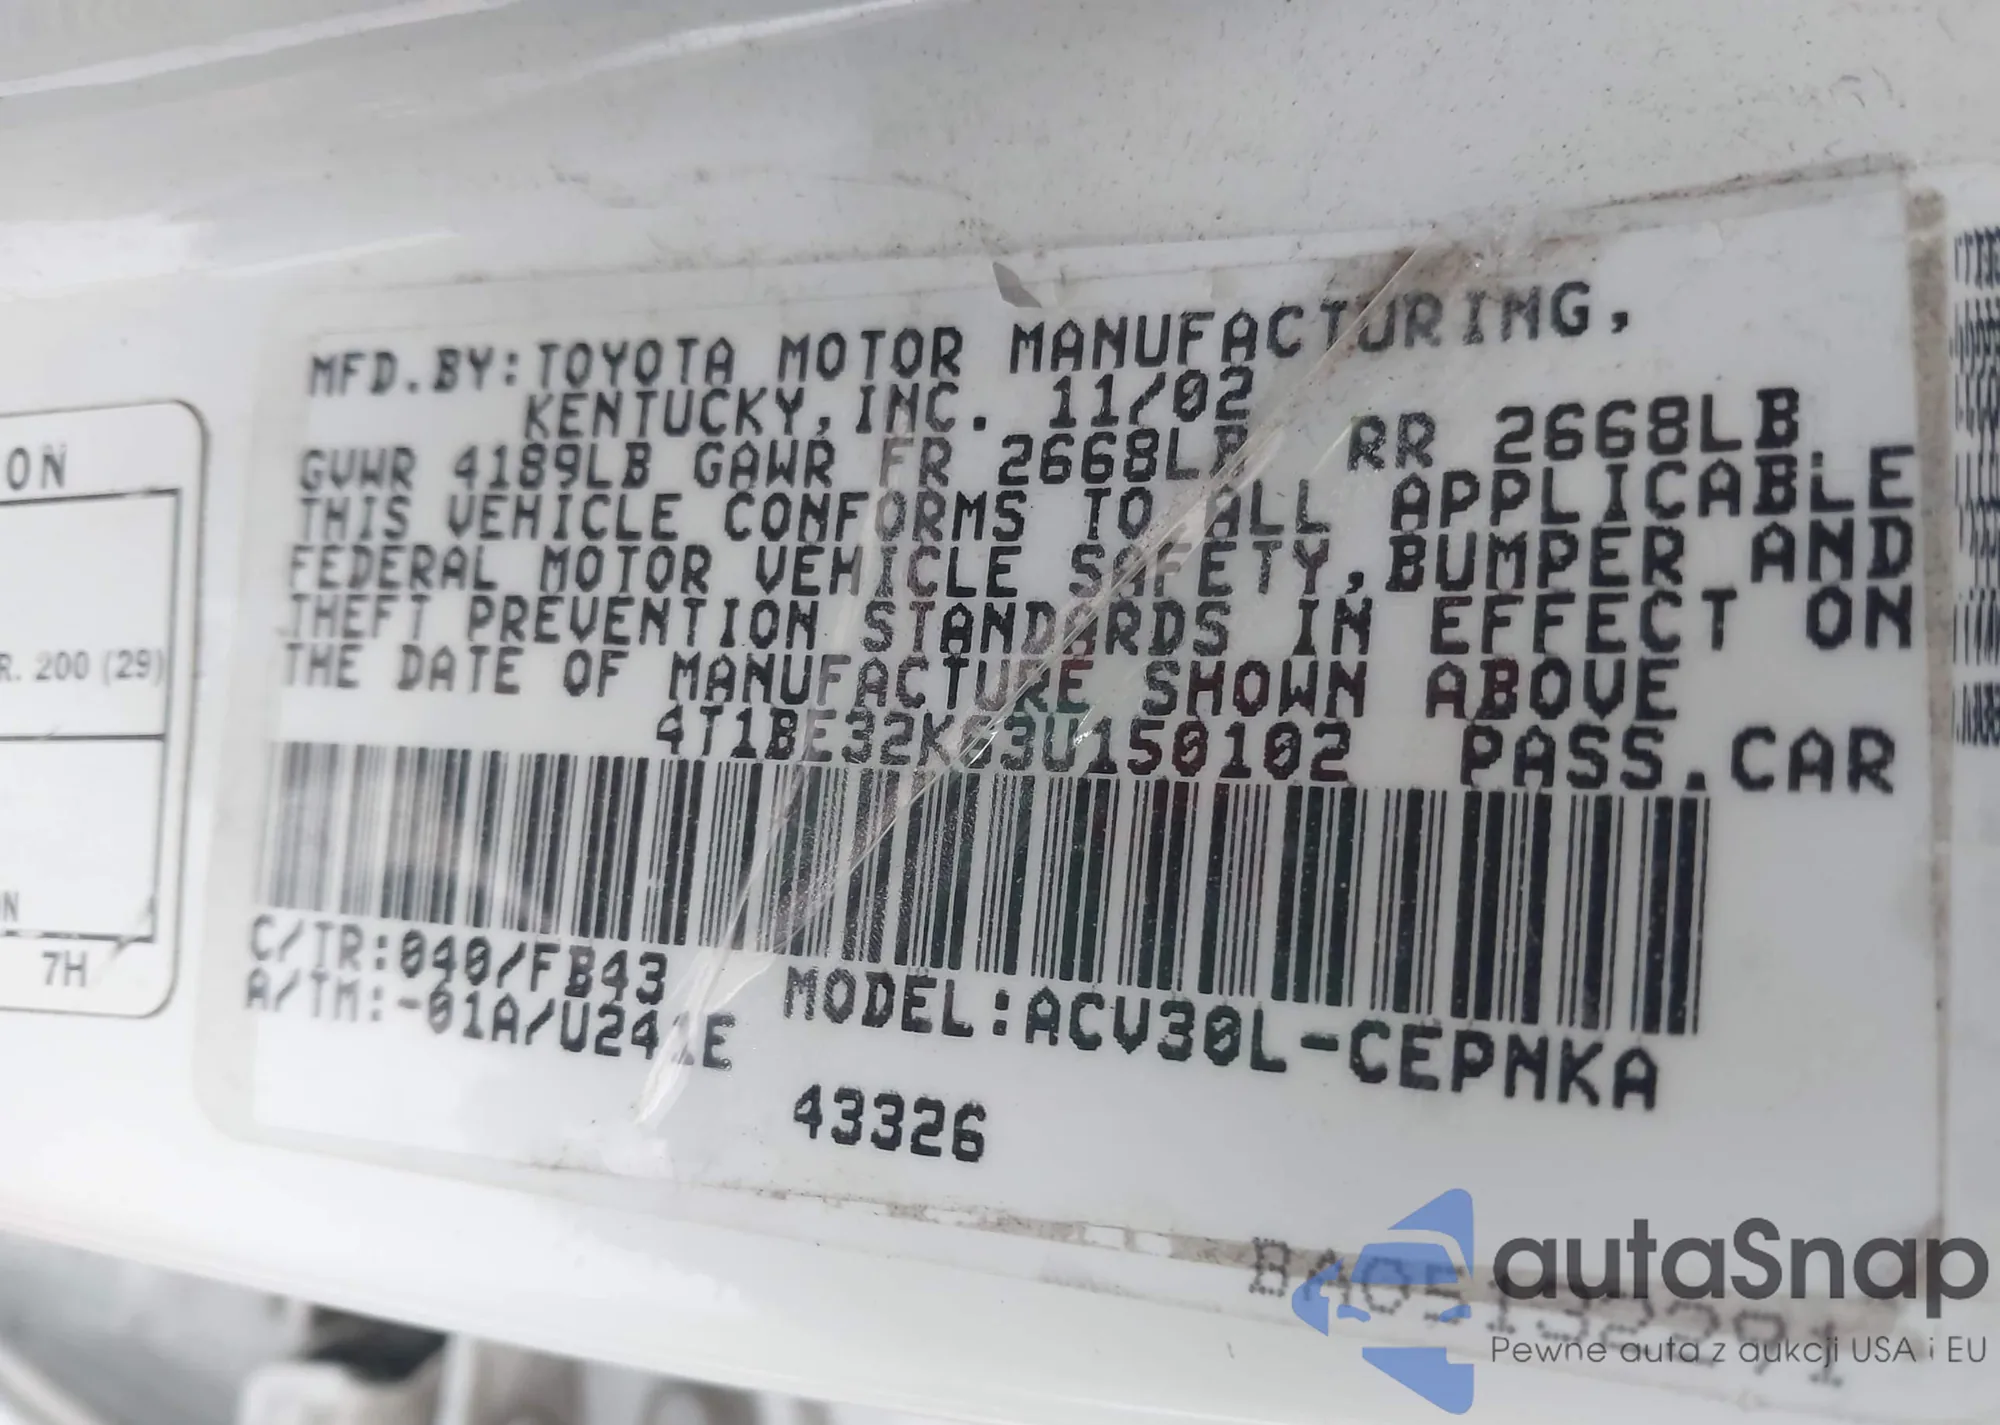 MFD.BY:TOYOTA MOTOR MANUFACTURING,
KENTUCKY,INC. 11/02
GVWR 4189LB GAWR FR 2668LB RR 2668LB
THIS VEHICLE CONFORMS TO ALL APPLICABLE
FEDERAL MOTOR VEHICLE SAFETY,BUMPER AND
THEFT PREVENTION STANDARDS IN EFFECT ON
THE DATE OF MANUFACTURE SHOWN ABOVE
4T1BE32K63U150102 PASS.CAR
C/TR:040/FB43
A/TM:-01A/U241E
MODEL:ACV30L-CEPNKA
43326
ON
R. 200 (29)
N
7H
autaSnap
Pewne auta z aukcji USA i EU